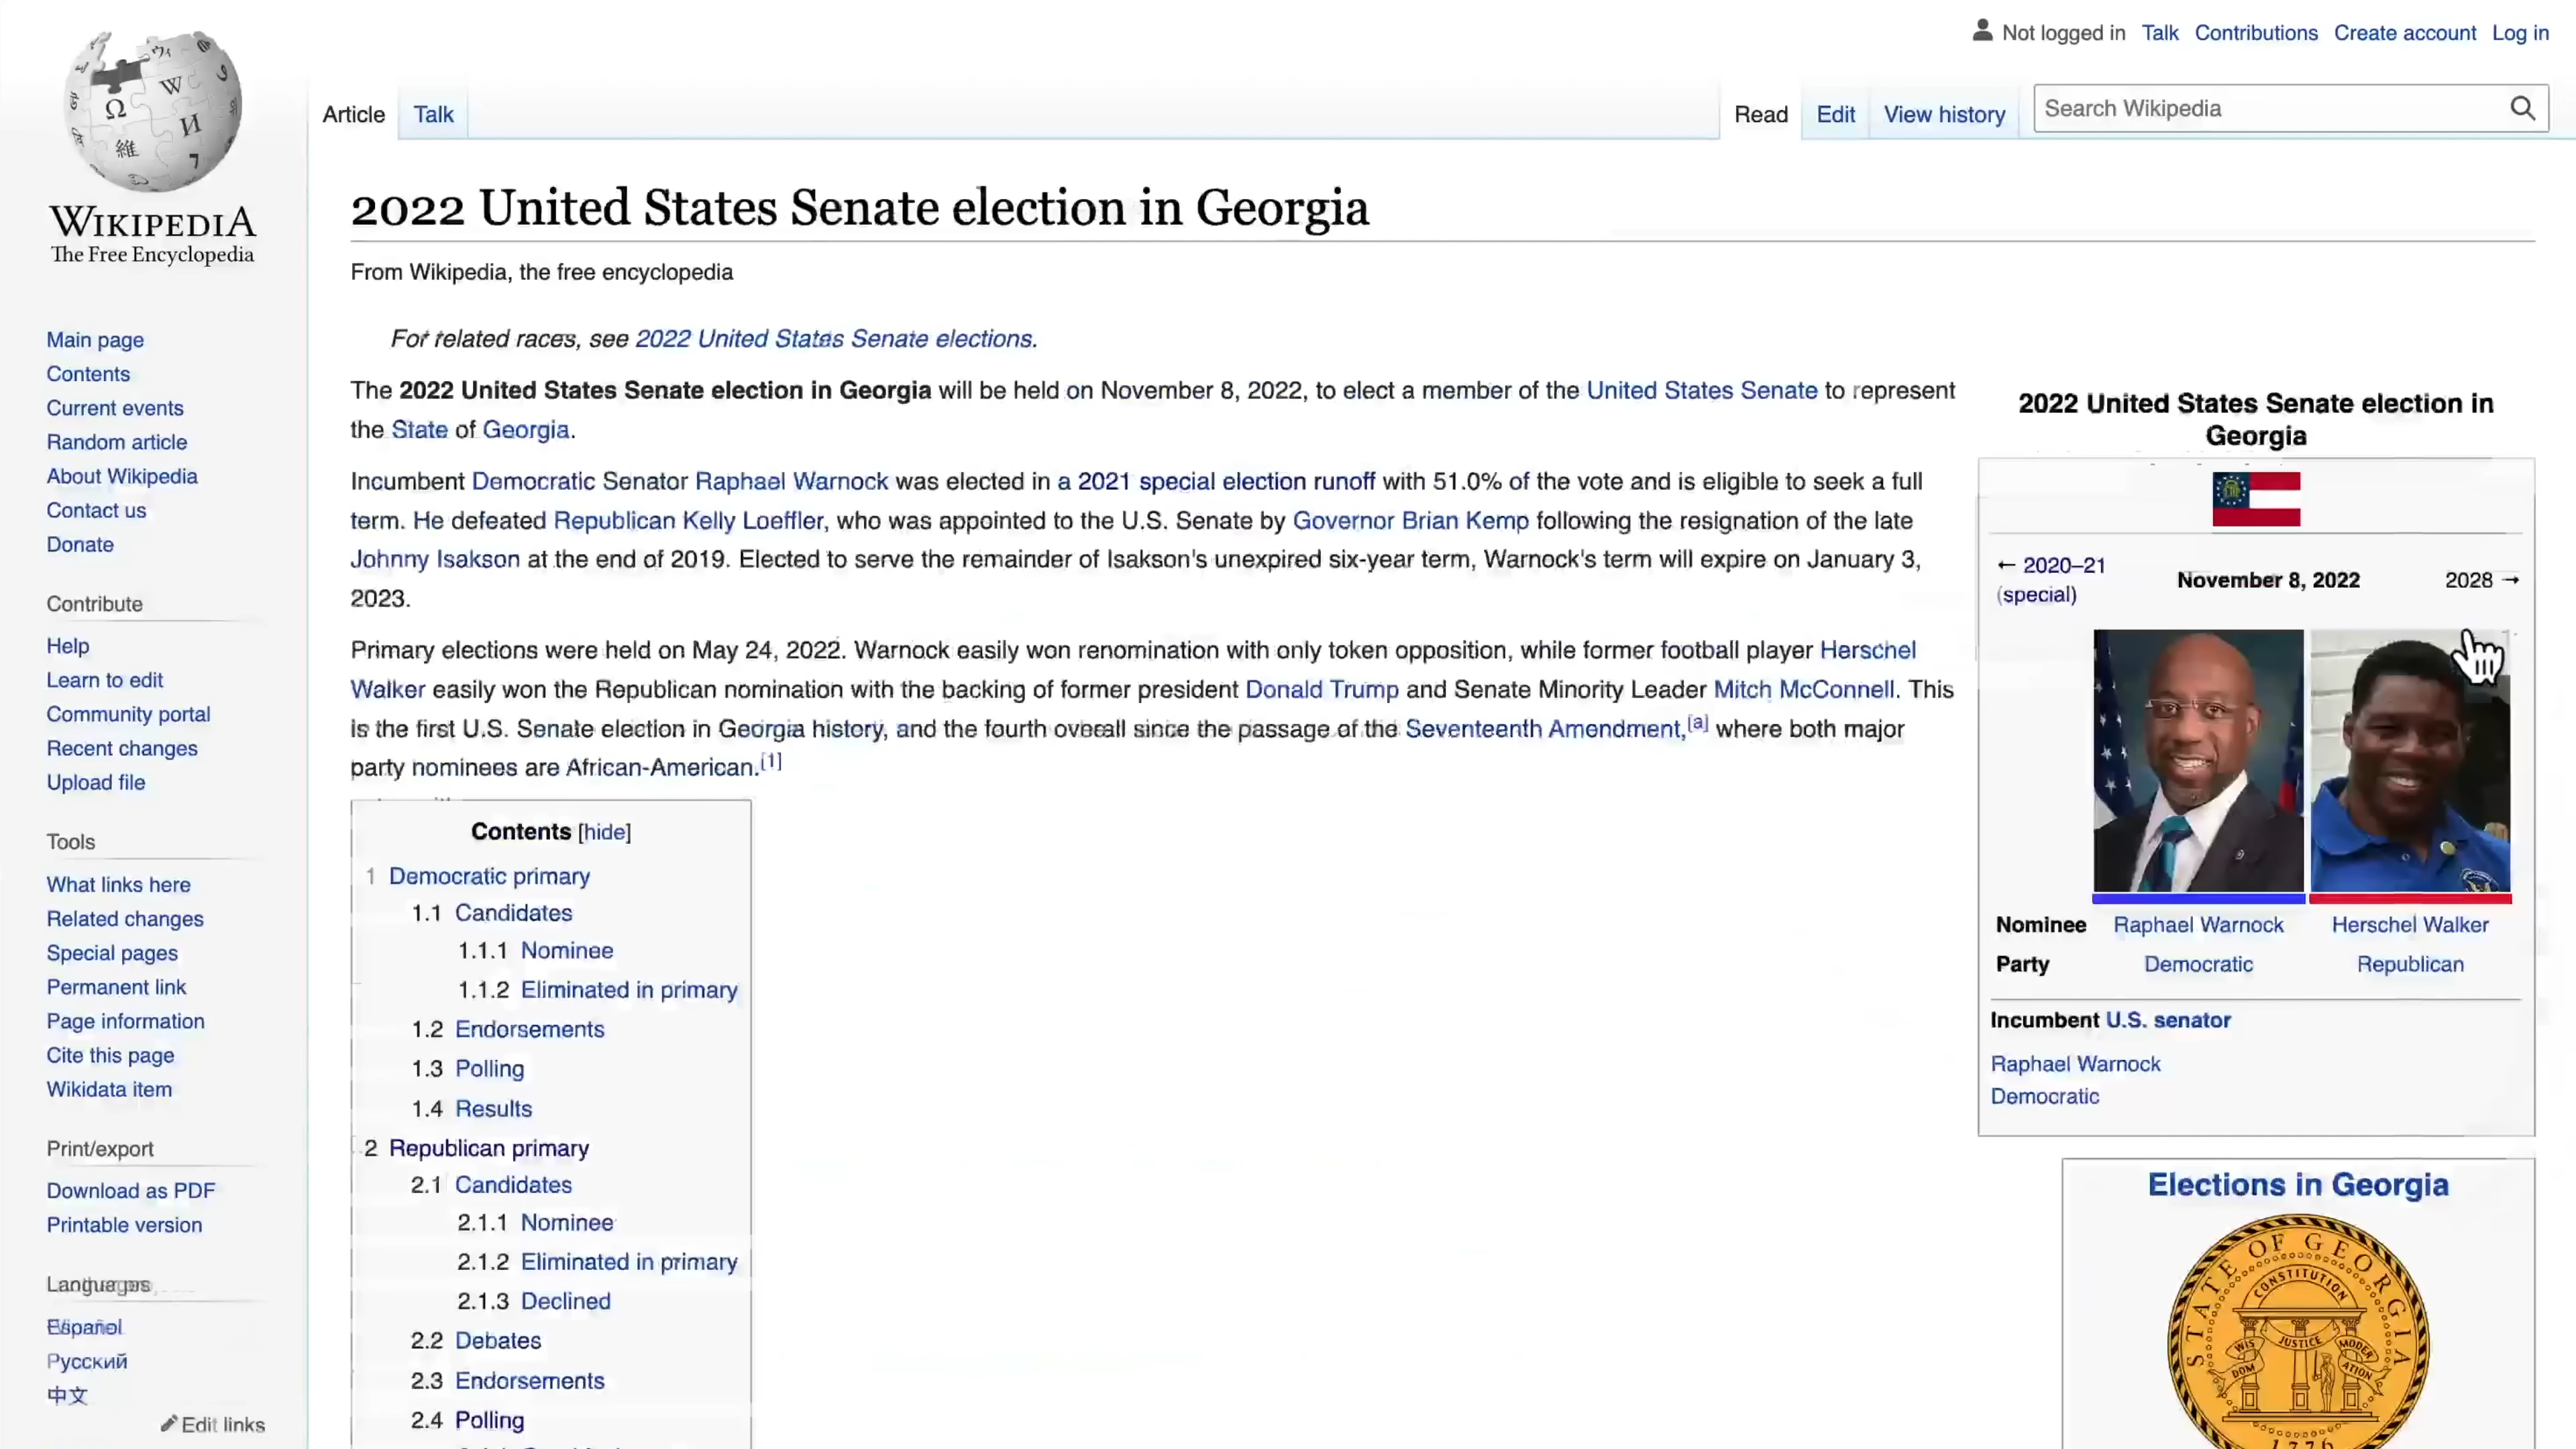 Not logged in Talk Contributions Create account Log in
Article Talk Read Edit View history Search Wikipedia
WIKIPEDIA
The Free Encyclopedia
Main page
Contents
Current events
Random article
About Wikipedia
Contact us
Donate
Contribute
Help
Learn to edit
Community portal
Recent changes
Upload file
Tools
What links here
Related changes
Special pages
Permanent link
Page information
Cite this page
Wikidata item
Print/export
Download as PDF
Printable version
Languages
Español
Русский
中文
Edit links
2022 United States Senate election in Georgia
From Wikipedia, the free encyclopedia
For related races, see 2022 United States Senate elections.
The 2022 United States Senate election in Georgia will be held on November 8, 2022, to elect a member of the United States Senate to represent
the State of Georgia.
Incumbent Democratic Senator Raphael Warnock was elected in a 2021 special election runoff with 51.0% of the vote and is eligible to seek a full
term. He defeated Republican Kelly Loeffler, who was appointed to the U.S. Senate by Governor Brian Kemp following the resignation of the late
Johnny Isakson at the end of 2019. Elected to serve the remainder of Isakson's unexpired six-year term, Warnock's term will expire on January 3,
2023.
Primary elections were held on May 24, 2022. Warnock easily won renomination with only token opposition, while former football player Herschel
Walker easily won the Republican nomination with the backing of former president Donald Trump and Senate Minority Leader Mitch McConnell. This
is the first U.S. Senate election in Georgia history, and the fourth overall since the passage of the Seventeenth Amendment,[a] where both major
party nominees are African-American.[1]
Contents [hide]
1 Democratic primary
1.1 Candidates
1.1.1 Nominee
1.1.2 Eliminated in primary
1.2 Endorsements
1.3 Polling
1.4 Results
2 Republican primary
2.1 Candidates
2.1.1 Nominee
2.1.2 Eliminated in primary
2.1.3 Declined
2.2 Debates
2.3 Endorsements
2.4 Polling
2022 United States Senate election in
Georgia
← 2020–21
(special)
November 8, 2022
2028 →
Nominee Raphael Warnock Herschel Walker
Party Democratic Republican
Incumbent U.S. senator
Raphael Warnock
Democratic
Elections in Georgia
STATE OF GEORGIA
CONSTITUTION
WISDOM JUSTICE MODERATION
1776